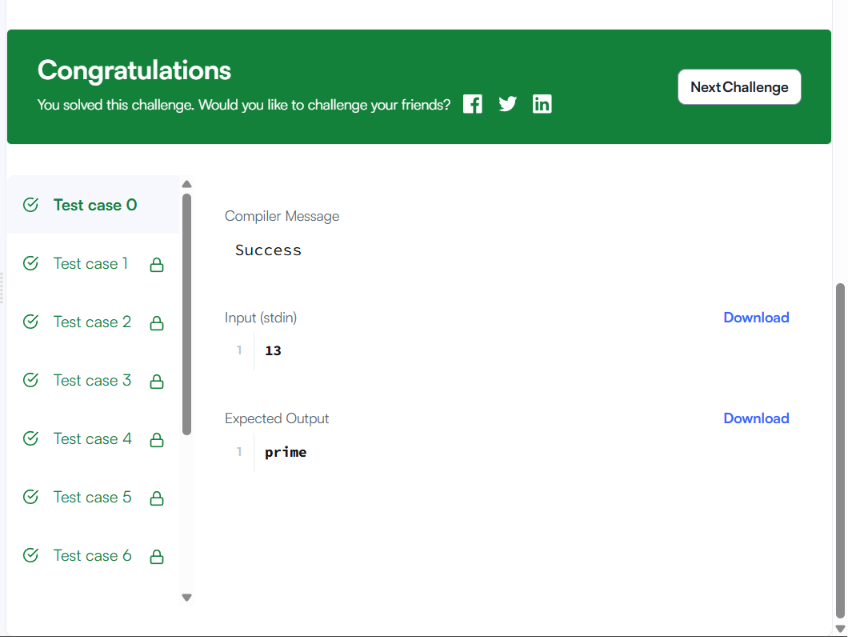 Congratulations
You solved this challenge. Would you like to challenge your friends?
Next Challenge
Test case 0
Test case 1
Test case 2
Test case 3
Test case 4
Test case 5
Test case 6
Compiler Message
Success
Input (stdin)
Download
1 13
Expected Output
Download
1 prime